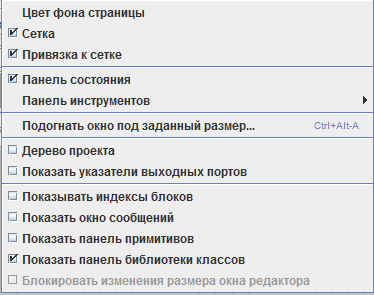 Цвет фона страницы
Сетка
Привязка к сетке
Панель состояния
Панель инструментов
Подогнать окно под заданный размер... Ctrl+Alt-A
Дерево проекта
Показать указатели выходных портов
Показывать индексы блоков
Показать окно сообщений
Показать панель примитивов
Показать панель библиотеки классов
Блокировать изменения размера окна редактора